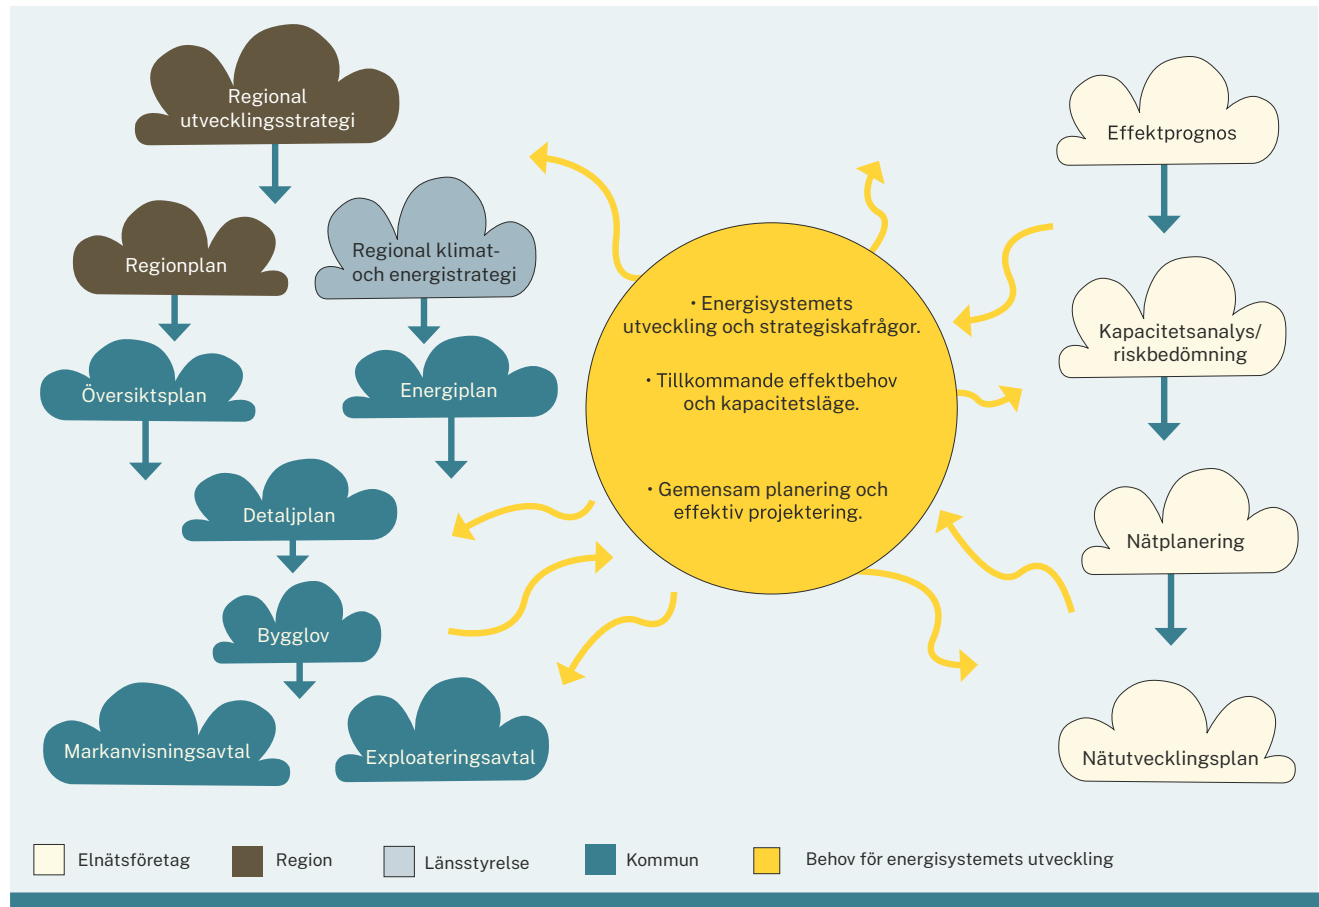 Regional
utvecklingsstrategi
Regionplan
Regional klimat-
och energistrategi
Översiktsplan
Energiplan
Detaljplan
Bygglov
Markanvisningsavtal
Exploateringsavtal
• Energisystemets
utveckling och strategiskafrågor.
• Tillkommande effektbehov
och kapacitetsläge.
• Gemensam planering och
effektiv projektering.
Effektprognos
Kapacitetsanalys/
riskbedömning
Nätplanering
Nätutvecklingsplan
Elnätsföretag
Region
Länsstyrelse
Kommun
Behov för energisystemets utveckling